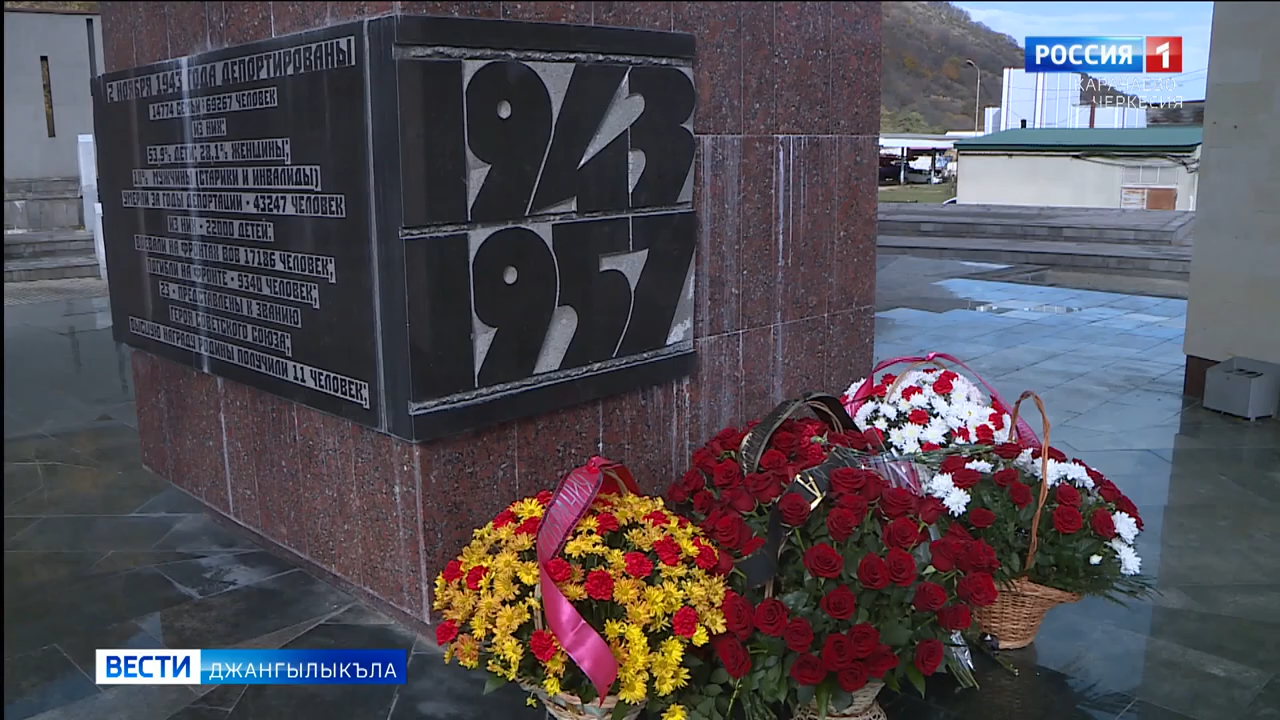 2 НОЯБРЯ 1943 ГОДА ДЕПОРТИРОВАНЫ
14774 СЕМЬИ 69267 ЧЕЛОВЕК
ИЗ НИХ:
53,9% ДЕТИ; 28,1% ЖЕНЩИНЫ;
МУЖЧИНЫ (СТАРИКИ И ИНВАЛИДЫ)
УМЕРЛИ ЗА ГОДЫ ДЕПОРТАЦИИ - 43247 ЧЕЛОВЕК
ИЗ НИХ - 22000 ДЕТЕЙ;
ВОЕВАЛИ НА ФРОНТАХ ВОВ 17186 ЧЕЛОВЕК;
ПОГИБЛИ НА ФРОНТЕ - 9340 ЧЕЛОВЕК;
23 - ПРЕДСТАВЛЕНЫ К ЗВАНИЮ
ГЕРОЯ СОВЕТСКОГО СОЮЗА;
ВЫСШУЮ НАГРАДУ РОДИНЫ ПОЛУЧИЛИ 11 ЧЕЛОВЕК;
1943
1957
РОССИЯ 1
КАРАЧАЕВО-
ЧЕРКЕСИЯ
ВЕСТИ ДЖАНГЫЛЫКЪЛА